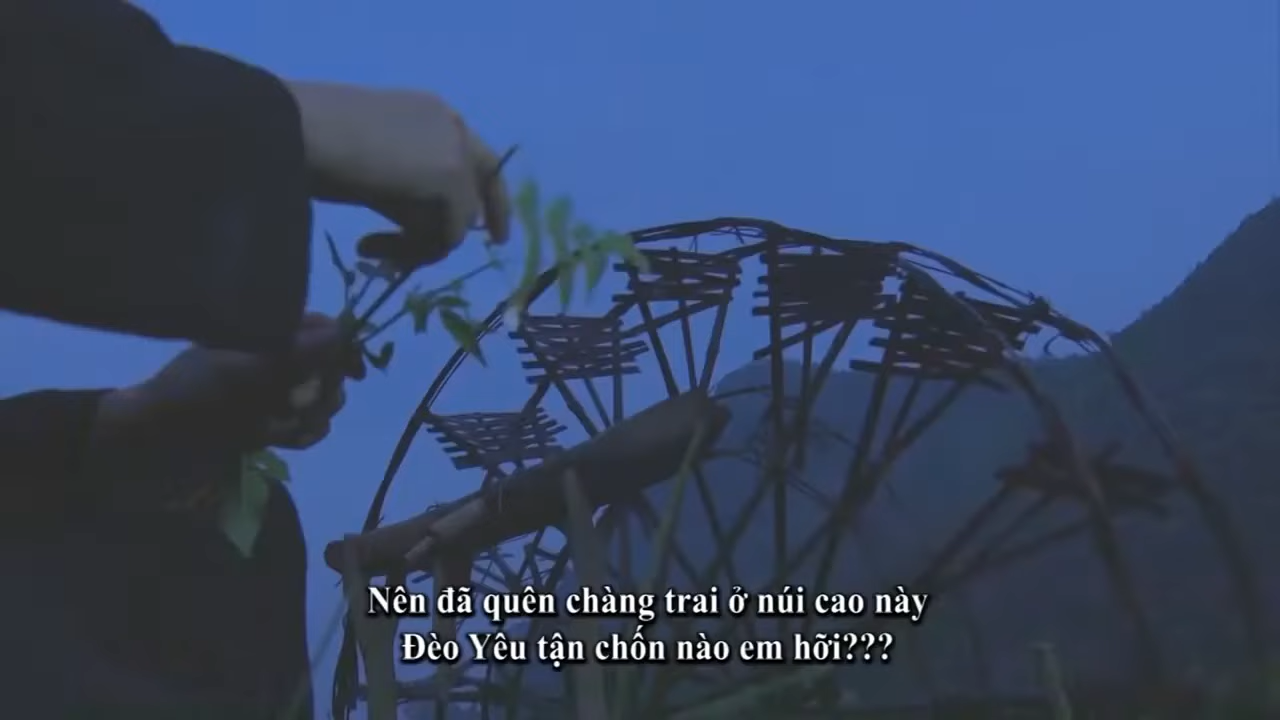 Nên đã quên chàng trai ở núi cao này
Đèo Yêu tận chốn nào em hỡi???